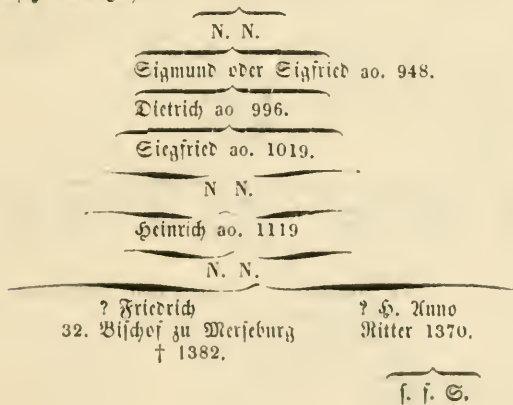 N. N.
Sigmund oder Sigfried ao. 948.
Dietrich ao 996.
Siegfried ao. 1019.
N N.
Heinrich ao. 1119
N. N.
? Friedrich
32. Bischof zu Merseburg
† 1382.
? H. Anno
Ritter 1370.
s. f. S.